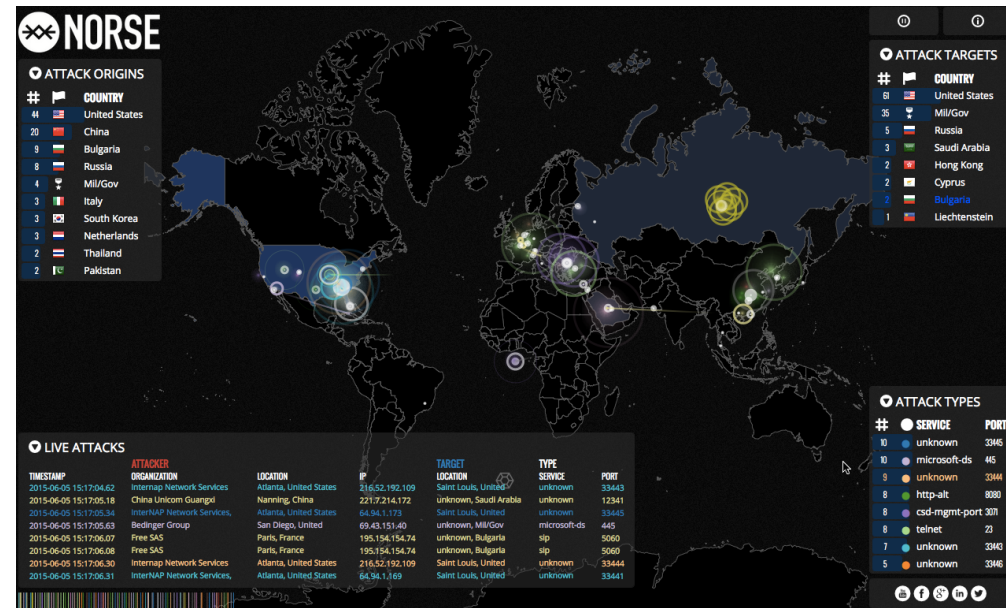 NORSE
ATTACK ORIGINS
# COUNTRY
44 United States
20 China
9 Bulgaria
8 Russia
4 Mil/Gov
3 Italy
3 South Korea
3 Netherlands
2 Thailand
2 Pakistan
ATTACK TARGETS
# COUNTRY
61 United States
35 Mil/Gov
5 Russia
3 Saudi Arabia
2 Hong Kong
2 Cyprus
2 Bulgaria
1 Liechtenstein
LIVE ATTACKS
ATTACKER TARGET TYPE
TIMESTAMP ORGANIZATION LOCATION IP LOCATION SERVICE PORT
2015-06-05 15:17:04.62 Internap Network Services Atlanta, United States 216.52.192.109 Saint Louis, United unknown 33443
2015-06-05 15:17:05.18 China Unicom Guangxi Nanning, China 221.7.214.172 unknown, Saudi Arabia unknown 12341
2015-06-05 15:17:05.34 InterNAP Network Services, Atlanta, United States 64.94.1.173 Saint Louis, United unknown 33445
2015-06-05 15:17:05.63 Bedinger Group San Diego, United 69.43.151.40 unknown, Mil/Gov microsoft-ds 445
2015-06-05 15:17:06.07 Free SAS Paris, France 195.154.154.74 unknown, Bulgaria sip 5060
2015-06-05 15:17:06.08 Free SAS Paris, France 195.154.154.74 unknown, Bulgaria sip 5060
2015-06-05 15:17:06.30 Internap Network Services Atlanta, United States 216.52.192.109 Saint Louis, United unknown 33444
2015-06-05 15:17:06.31 InterNAP Network Services, Atlanta, United States 64.94.1.169 Saint Louis, United unknown 33441
ATTACK TYPES
# SERVICE PORT
10 unknown 33445
10 microsoft-ds 445
9 unknown 33444
8 http-alt 8080
8 csd-mgmt-port 3071
8 telnet 23
7 unknown 33443
5 unknown 33446